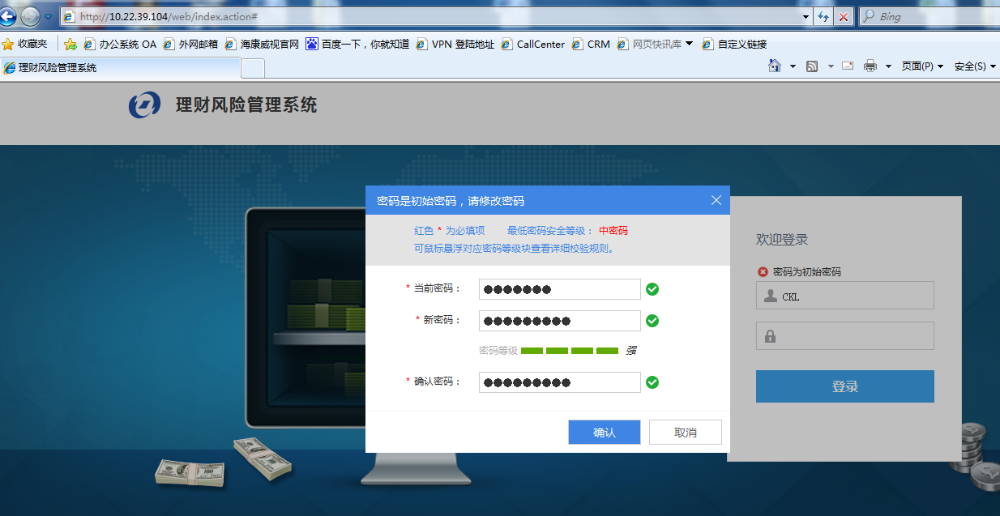 http://10.22.39.104/web/index.action#
Bing
收藏夹 办公系统 OA 外网邮箱 海康威视官网 百度一下，你就知道 VPN 登陆地址 CallCenter CRM 网页快讯库 自定义链接
理财风险管理系统 页面(P) 安全(S)
理财风险管理系统
密码是初始密码，请修改密码
红色 * 为必填项 最低密码安全等级： 中密码
可鼠标悬浮对应密码等级块查看详细校验规则。
* 当前密码： ●●●●●●●
* 新密码： ●●●●●●●●●
密码等级 强
* 确认密码： ●●●●●●●●●
确认 取消
欢迎登录
密码为初始密码
CKL
登录